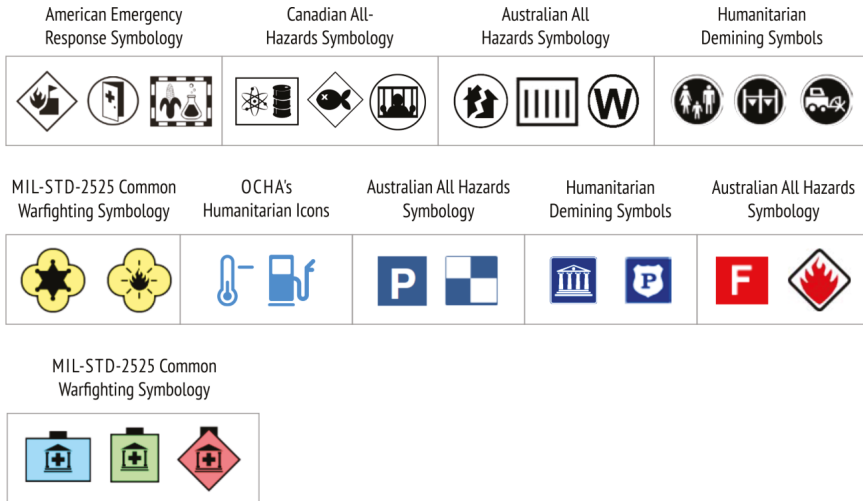 American Emergency
Response Symbology
Canadian All-
Hazards Symbology
Australian All
Hazards Symbology
Humanitarian
Demining Symbols
W
MIL-STD-2525 Common
Warfighting Symbology
OCHA's
Humanitarian Icons
Australian All Hazards
Symbology
Humanitarian
Demining Symbols
Australian All Hazards
Symbology
P
P
F
MIL-STD-2525 Common
Warfighting Symbology